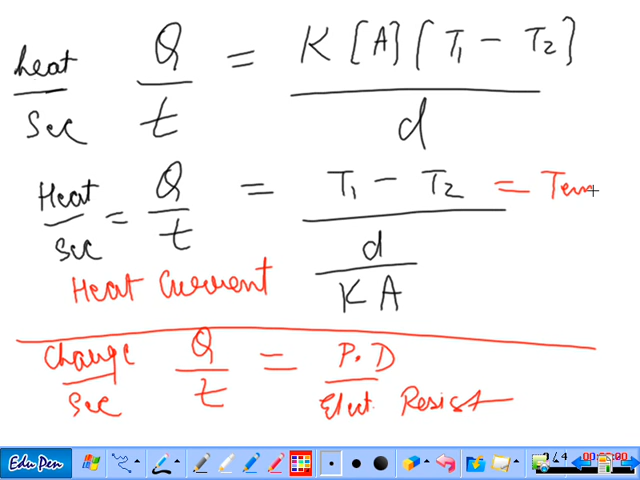 heat/sec Q/t = K [A] [T₁ − T₂] / d
Heat/sec = Q/t = T₁ − T₂ / d/KA = Tem
Heat Current
Charge/sec Q/t = P.D / Elect. Resist
Edu Pen